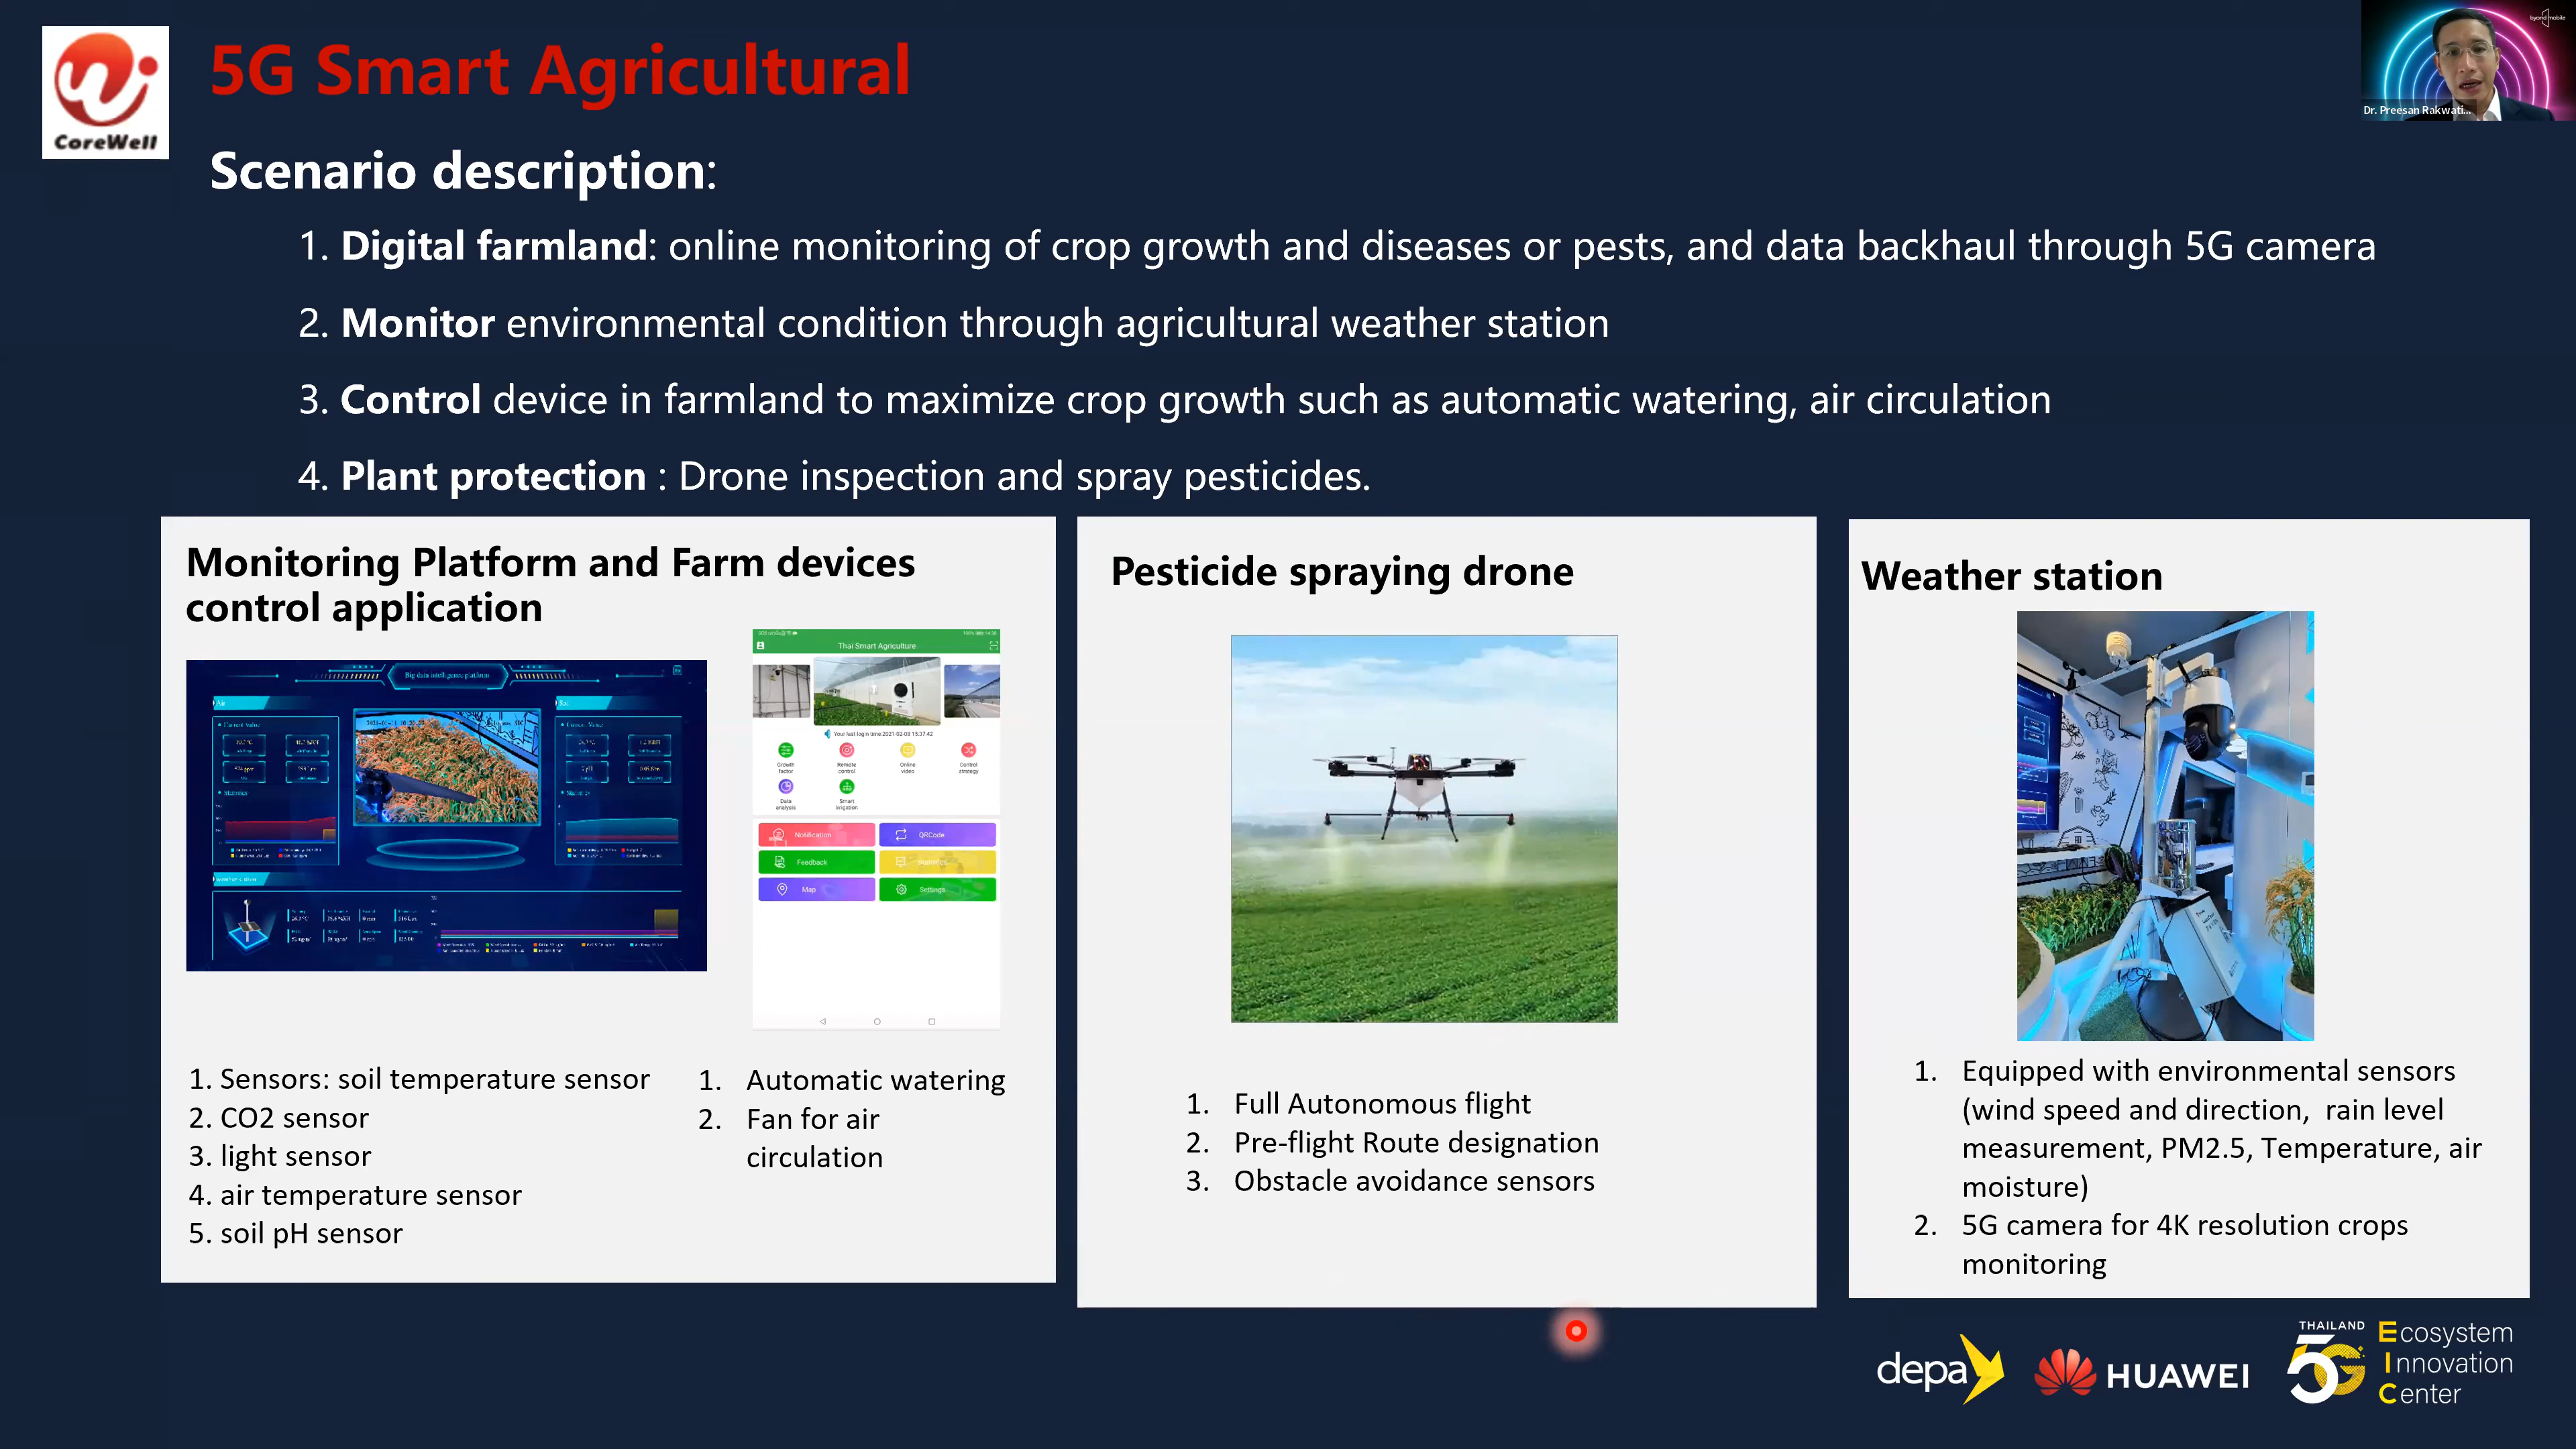 CoreWell
5G Smart Agricultural
byond mobile
Dr. Preesan Rakwati...
Scenario description:
1. Digital farmland: online monitoring of crop growth and diseases or pests, and data backhaul through 5G camera
2. Monitor environmental condition through agricultural weather station
3. Control device in farmland to maximize crop growth such as automatic watering, air circulation
4. Plant protection : Drone inspection and spray pesticides.
Monitoring Platform and Farm devices
control application
Big data intelligence platform
Thai Smart Agriculture
Your last login time:2021-02-08 15:37:42
Growth
factor
Remote
control
Online
video
Control
strategy
Data
analysis
Smart
irrigation
Notification
QRCode
Feedback
Map
Settings
1. Sensors: soil temperature sensor
2. CO2 sensor
3. light sensor
4. air temperature sensor
5. soil pH sensor
1. Automatic watering
2. Fan for air
circulation
Pesticide spraying drone
1. Full Autonomous flight
2. Pre-flight Route designation
3. Obstacle avoidance sensors
Weather station
1. Equipped with environmental sensors
(wind speed and direction, rain level
measurement, PM2.5, Temperature, air
moisture)
2. 5G camera for 4K resolution crops
monitoring
depa
HUAWEI
THAILAND
5G
Ecosystem
Innovation
Center